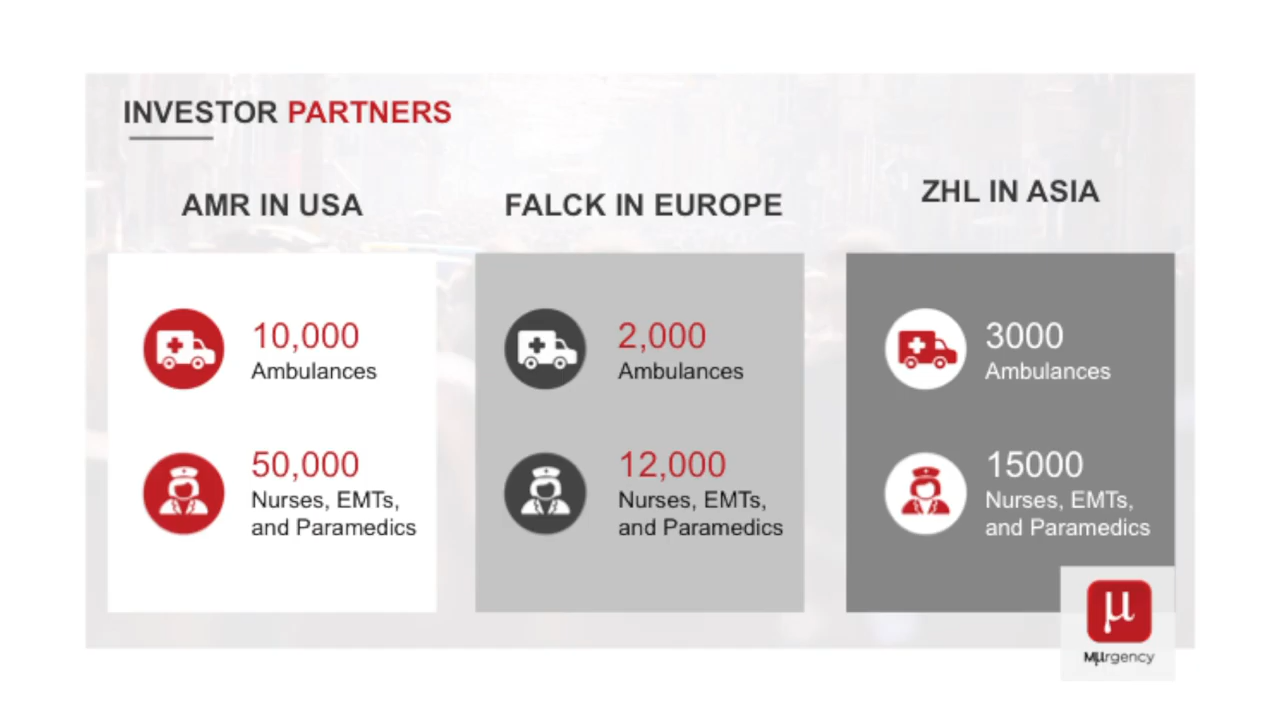 INVESTOR PARTNERS
AMR IN USA
10,000
Ambulances
50,000
Nurses, EMTs,
and Paramedics
FALCK IN EUROPE
2,000
Ambulances
12,000
Nurses, EMTs,
and Paramedics
ZHL IN ASIA
3000
Ambulances
15000
Nurses, EMTs,
and Paramedics
μ
Mμrgency